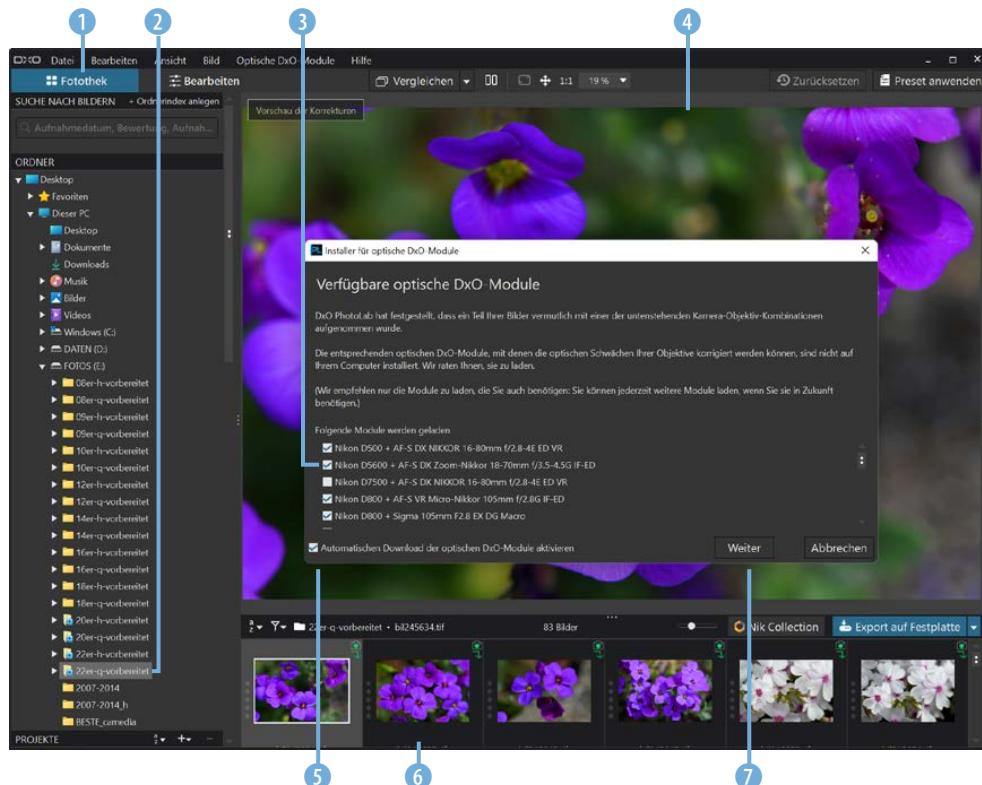 1 2 3 4
DXO Datei Bearbeiten Ansicht Bild Optische DxO-Module Hilfe
Fotothek Bearbeiten Vergleichen 1:1 19 % Zurücksetzen Preset anwenden
SUCHE NACH BILDERN + Ordnerindex anlegen
Aufnahmedatum, Bewertung, Aufnah...
Vorschau der Korrekturen
ORDNER
Desktop
Favoriten
Dieser PC
Desktop
Dokumente
Downloads
Musik
Bilder
Videos
Windows (C:)
DATEN (D:)
FOTOS (E:)
08er-h-vorbereitet
08er-q-vorbereitet
09er-h-vorbereitet
09er-q-vorbereitet
10er-h-vorbereitet
10er-q-vorbereitet
12er-h-vorbereitet
12er-q-vorbereitet
14er-h-vorbereitet
14er-q-vorbereitet
16er-h-vorbereitet
16er-q-vorbereitet
18er-h-vorbereitet
18er-q-vorbereitet
20er-h-vorbereitet
20er-q-vorbereitet
22er-h-vorbereitet
22er-q-vorbereitet
2007-2014
2007-2014_h
BESTE_camedia
PROJEKTE
PL Installer für optische DxO-Module
Verfügbare optische DxO-Module
DxO PhotoLab hat festgestellt, dass ein Teil Ihrer Bilder vermutlich mit einer der untenstehenden Kamera-Objektiv-Kombinationen
aufgenommen wurde.
Die entsprechenden optischen DxO-Module, mit denen die optischen Schwächen Ihrer Objektive korrigiert werden können, sind nicht auf
Ihrem Computer installiert. Wir raten Ihnen, sie zu laden.
(Wir empfehlen nur die Module zu laden, die Sie auch benötigen: Sie können jederzeit weitere Module laden, wenn Sie sie in Zukunft
benötigen.)
Folgende Module werden geladen
Nikon D500 + AF-S DX NIKKOR 16-80mm f/2.8-4E ED VR
Nikon D5600 + AF-S DX Zoom-Nikkor 18-70mm f/3.5-4.5G IF-ED
Nikon D7500 + AF-S DX NIKKOR 16-80mm f/2.8-4E ED VR
Nikon D800 + AF-S VR Micro-Nikkor 105mm f/2.8G IF-ED
Nikon D800 + Sigma 105mm F2.8 EX DG Macro
Automatischen Download der optischen DxO-Module aktivieren Weiter Abbrechen
22er-q-vorbereitet • bil245634.tif 83 Bilder Nik Collection Export auf Festplatte
5 6 7